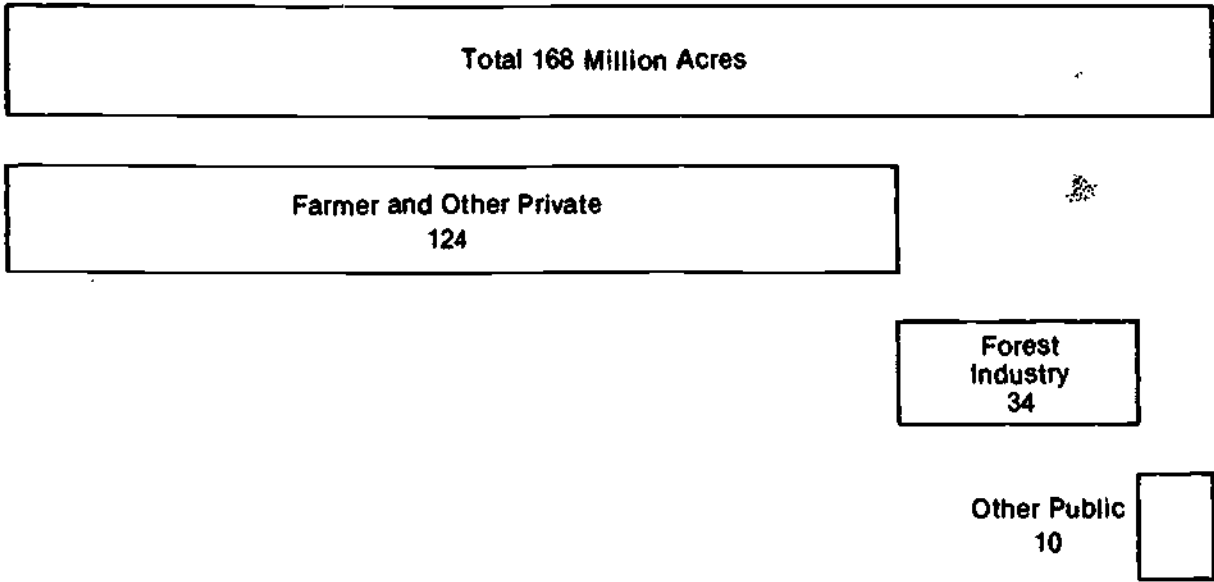 Total 168 Million Acres
Farmer and Other Private
124
Forest
Industry
34
Other Public
10